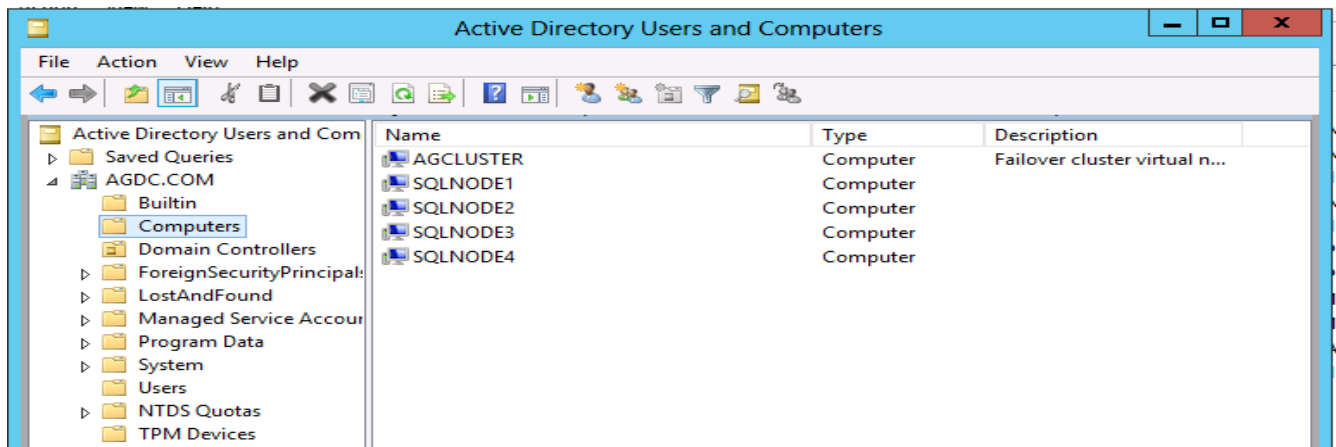 Active Directory Users and Computers
x
File Action View Help
Active Directory Users and Com
Saved Queries
AGDC.COM
Builtin
Computers
Domain Controllers
ForeignSecurityPrincipals
LostAndFound
Managed Service Accour
Program Data
System
Users
NTDS Quotas
TPM Devices
Name Type Description
AGCLUSTER Computer Failover cluster virtual n...
SQLNODE1 Computer
SQLNODE2 Computer
SQLNODE3 Computer
SQLNODE4 Computer